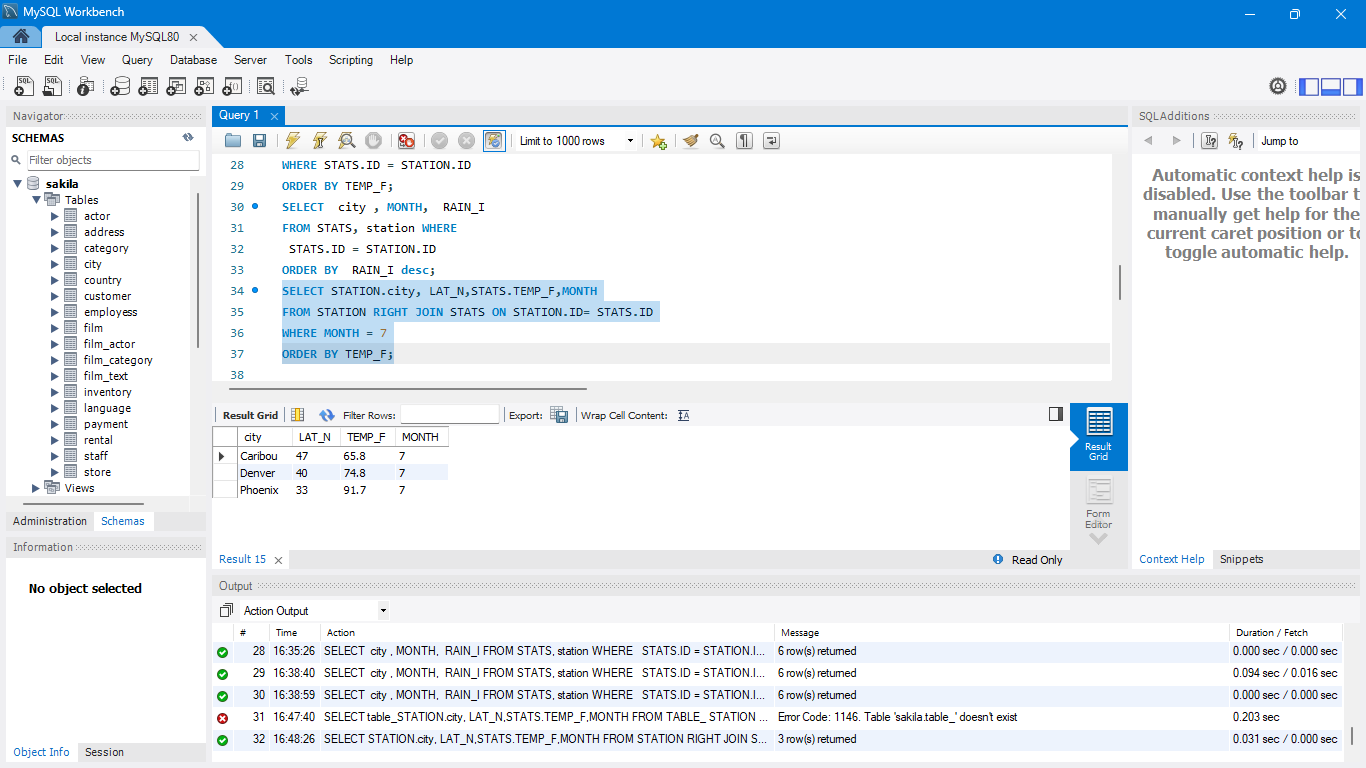 MySQL Workbench
Local instance MySQL80
File Edit View Query Database Server Tools Scripting Help
Navigator
SCHEMAS
Filter objects
sakila
Tables
actor
address
category
city
country
customer
employess
film
film_actor
film_category
film_text
inventory
language
payment
rental
staff
store
Views
Administration Schemas
Information
No object selected
Object Info Session
Query 1
Limit to 1000 rows
28 WHERE STATS.ID = STATION.ID
29 ORDER BY TEMP_F;
30 SELECT city , MONTH, RAIN_I
31 FROM STATS, station WHERE
32 STATS.ID = STATION.ID
33 ORDER BY RAIN_I desc;
34 SELECT STATION.city, LAT_N,STATS.TEMP_F,MONTH
35 FROM STATION RIGHT JOIN STATS ON STATION.ID= STATS.ID
36 WHERE MONTH = 7
37 ORDER BY TEMP_F;
38
Result Grid Filter Rows: Export: Wrap Cell Content:
city LAT_N TEMP_F MONTH
Caribou 47 65.8 7
Denver 40 74.8 7
Phoenix 33 91.7 7
Result Grid
Form Editor
Result 15
Read Only
SQLAdditions
Jump to
Automatic context help is
disabled. Use the toolbar t
manually get help for the
current caret position or to
toggle automatic help.
Context Help Snippets
Output
Action Output
# Time Action Message Duration / Fetch
28 16:35:26 SELECT city , MONTH, RAIN_I FROM STATS, station WHERE STATS.ID = STATION.I... 6 row(s) returned 0.000 sec / 0.000 sec
29 16:38:40 SELECT city , MONTH, RAIN_I FROM STATS, station WHERE STATS.ID = STATION.I... 6 row(s) returned 0.094 sec / 0.016 sec
30 16:38:59 SELECT city , MONTH, RAIN_I FROM STATS, station WHERE STATS.ID = STATION.I... 6 row(s) returned 0.000 sec / 0.000 sec
31 16:47:40 SELECT table_STATION.city, LAT_N,STATS.TEMP_F,MONTH FROM TABLE_ STATION ... Error Code: 1146. Table 'sakila.table_' doesn't exist 0.203 sec
32 16:48:26 SELECT STATION.city, LAT_N,STATS.TEMP_F,MONTH FROM STATION RIGHT JOIN S... 3 row(s) returned 0.031 sec / 0.000 sec